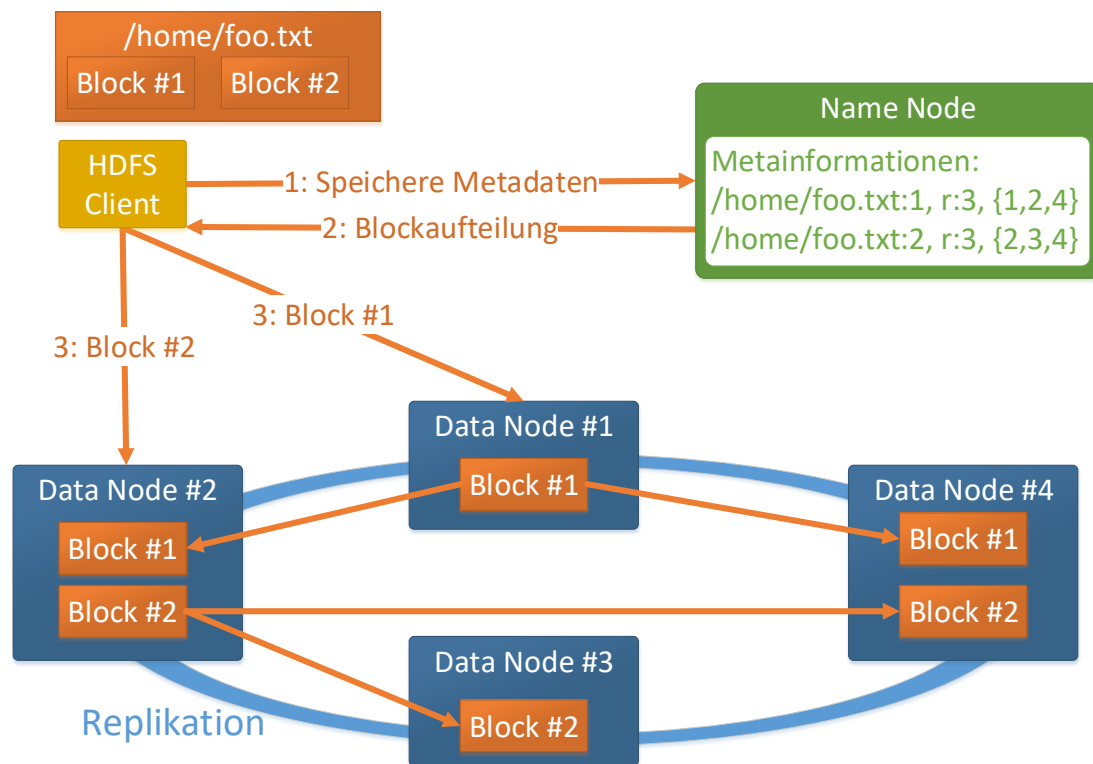 /home/foo.txt
Block #1
Block #2
HDFS
Client
Name Node
Metainformationen:
/home/foo.txt:1, r:3, {1,2,4}
/home/foo.txt:2, r:3, {2,3,4}
1: Speichere Metadaten
2: Blockaufteilung
3: Block #1
3: Block #2
Data Node #1
Block #1
Data Node #2
Block #1
Block #2
Data Node #4
Block #1
Block #2
Data Node #3
Block #2
Replikation